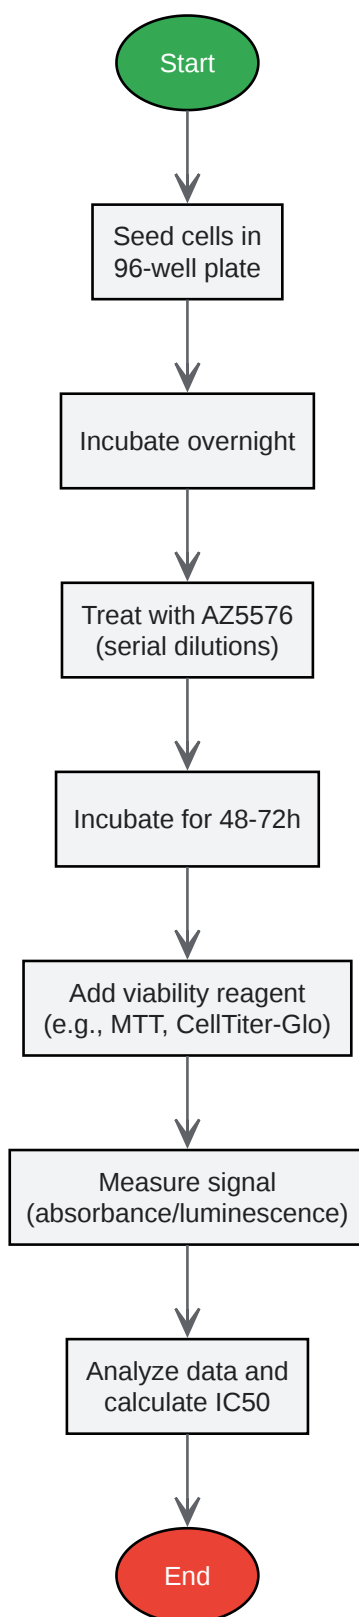 Start
Seed cells in
96-well plate
Incubate overnight
Treat with AZ5576
(serial dilutions)
Incubate for 48-72h
Add viability reagent
(e.g., MTT, CellTiter-Glo)
Measure signal
(absorbance/luminescence)
Analyze data and
calculate IC50
End